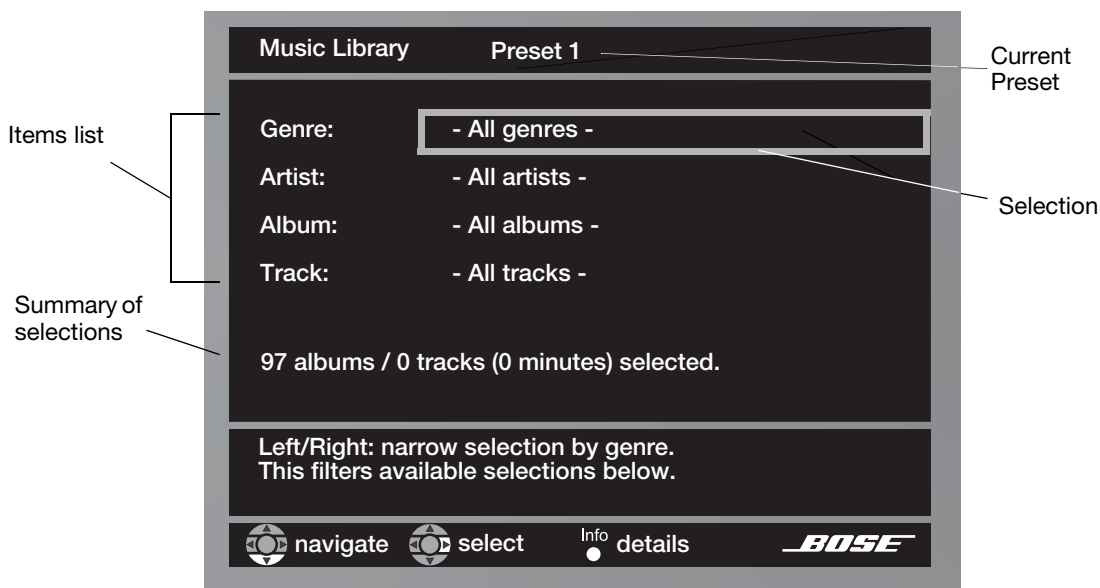 Music Library Preset 1
Current
Preset
Items list
Genre: - All genres -
Artist: - All artists -
Selection
Album: - All albums -
Track: - All tracks -
Summary of
selections
97 albums / 0 tracks (0 minutes) selected.
Left/Right: narrow selection by genre.
This filters available selections below.
navigate select Info details BOSE